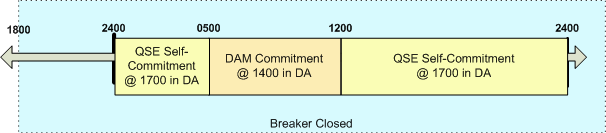 1800
2400
0500
1200
2400
QSE Self-
Commitment
@ 1700 in DA
DAM Commitment
@ 1400 in DA
QSE Self-Commitment
@ 1700 in DA
Breaker Closed